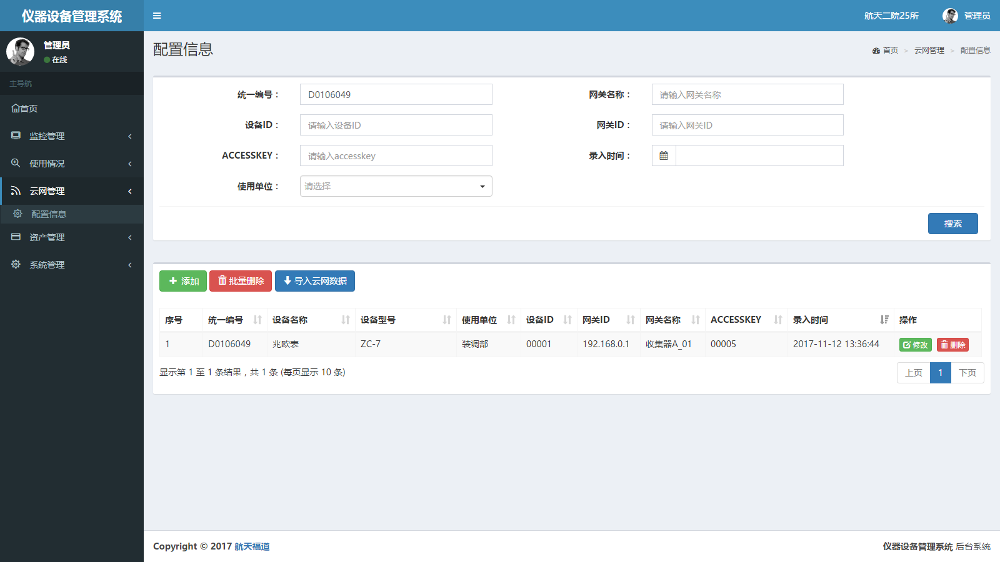 仪器设备管理系统
航天二院25所
管理员
管理员
在线
主导航
首页
监控管理
使用情况
云网管理
配置信息
资产管理
系统管理
配置信息
首页 > 云网管理 > 配置信息
统一编号： D0106049
网关名称： 请输入网关名称
设备ID： 请输入设备ID
网关ID： 请输入网关ID
ACCESSKEY： 请输入accesskey
录入时间：
使用单位： 请选择
搜索
添加 批量删除 导入云网数据
序号 统一编号 设备名称 设备型号 使用单位 设备ID 网关ID 网关名称 ACCESSKEY 录入时间 操作
1 D0106049 兆欧表 ZC-7 装调部 00001 192.168.0.1 收集器A_01 00005 2017-11-12 13:36:44 修改 删除
显示第 1 至 1 条结果，共 1 条 (每页显示 10 条)
上页 1 下页
Copyright © 2017 航天福道
仪器设备管理系统 后台系统